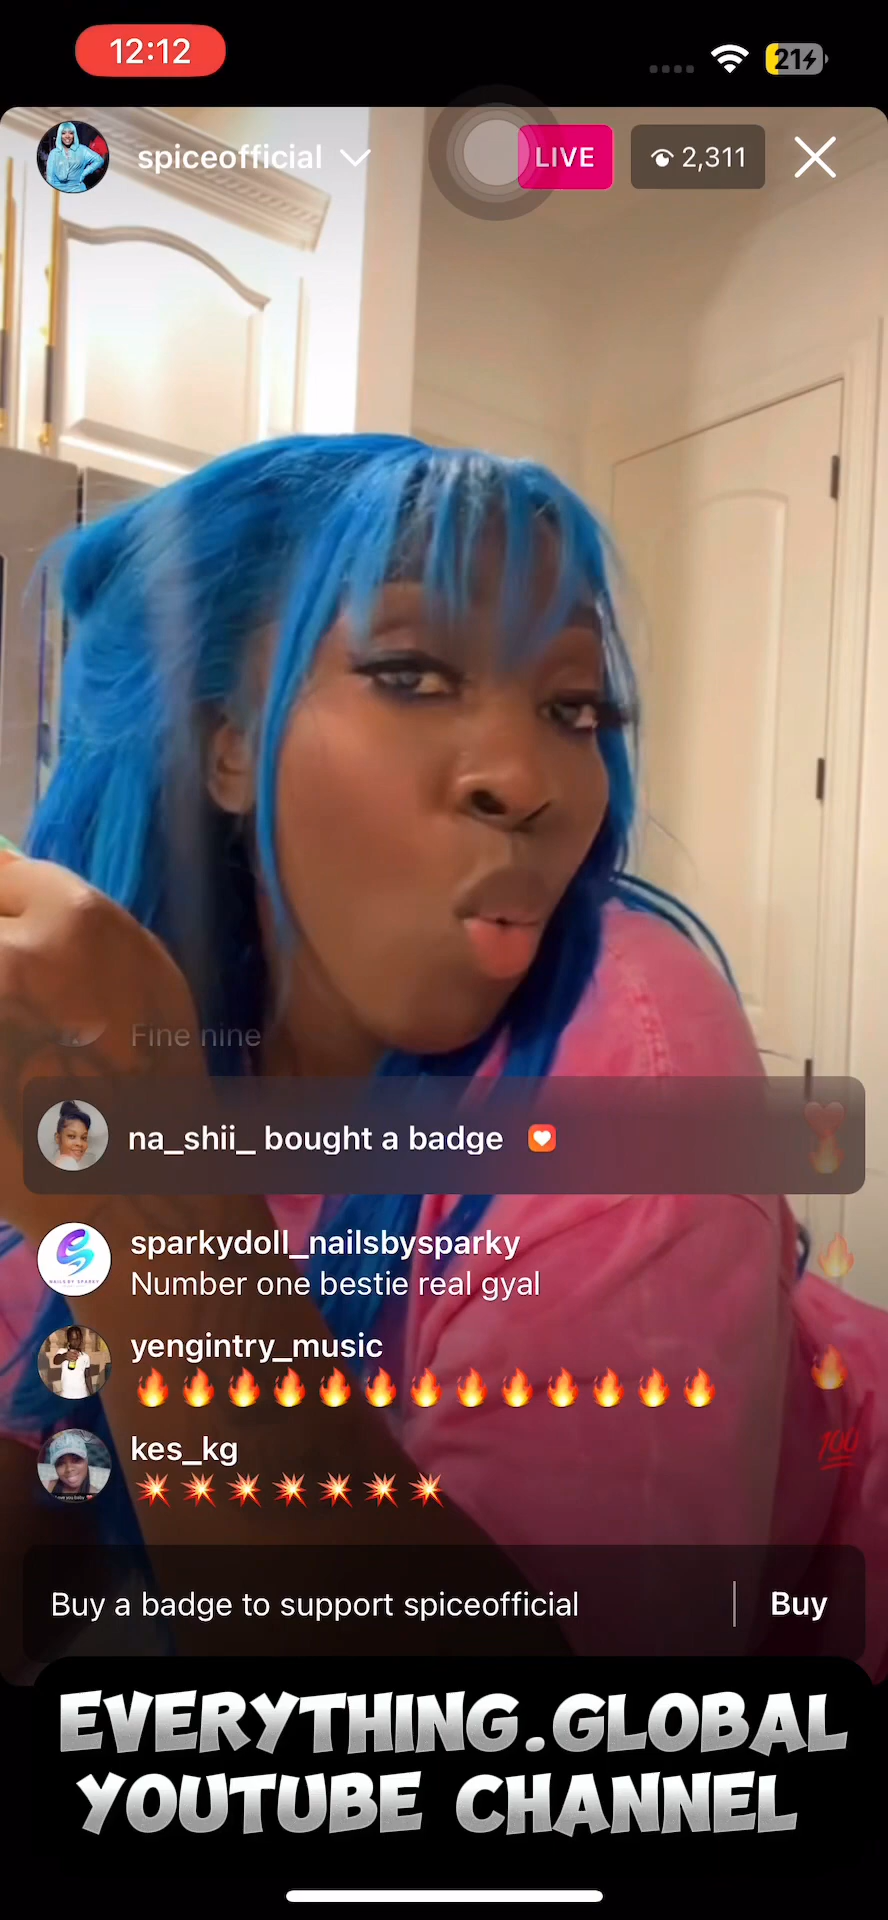 12:12
21
spiceofficial
LIVE
2,311
Fine nine
na_shii_ bought a badge
sparkydoll_nailsbysparky
Number one bestie real gyal
yengintry_music
🔥🔥🔥🔥🔥🔥🔥🔥🔥🔥🔥🔥🔥
kes_kg
💥💥💥💥💥💥💥
💯
Buy a badge to support spiceofficial
Buy
EVERYTHING.GLOBAL
YOUTUBE CHANNEL